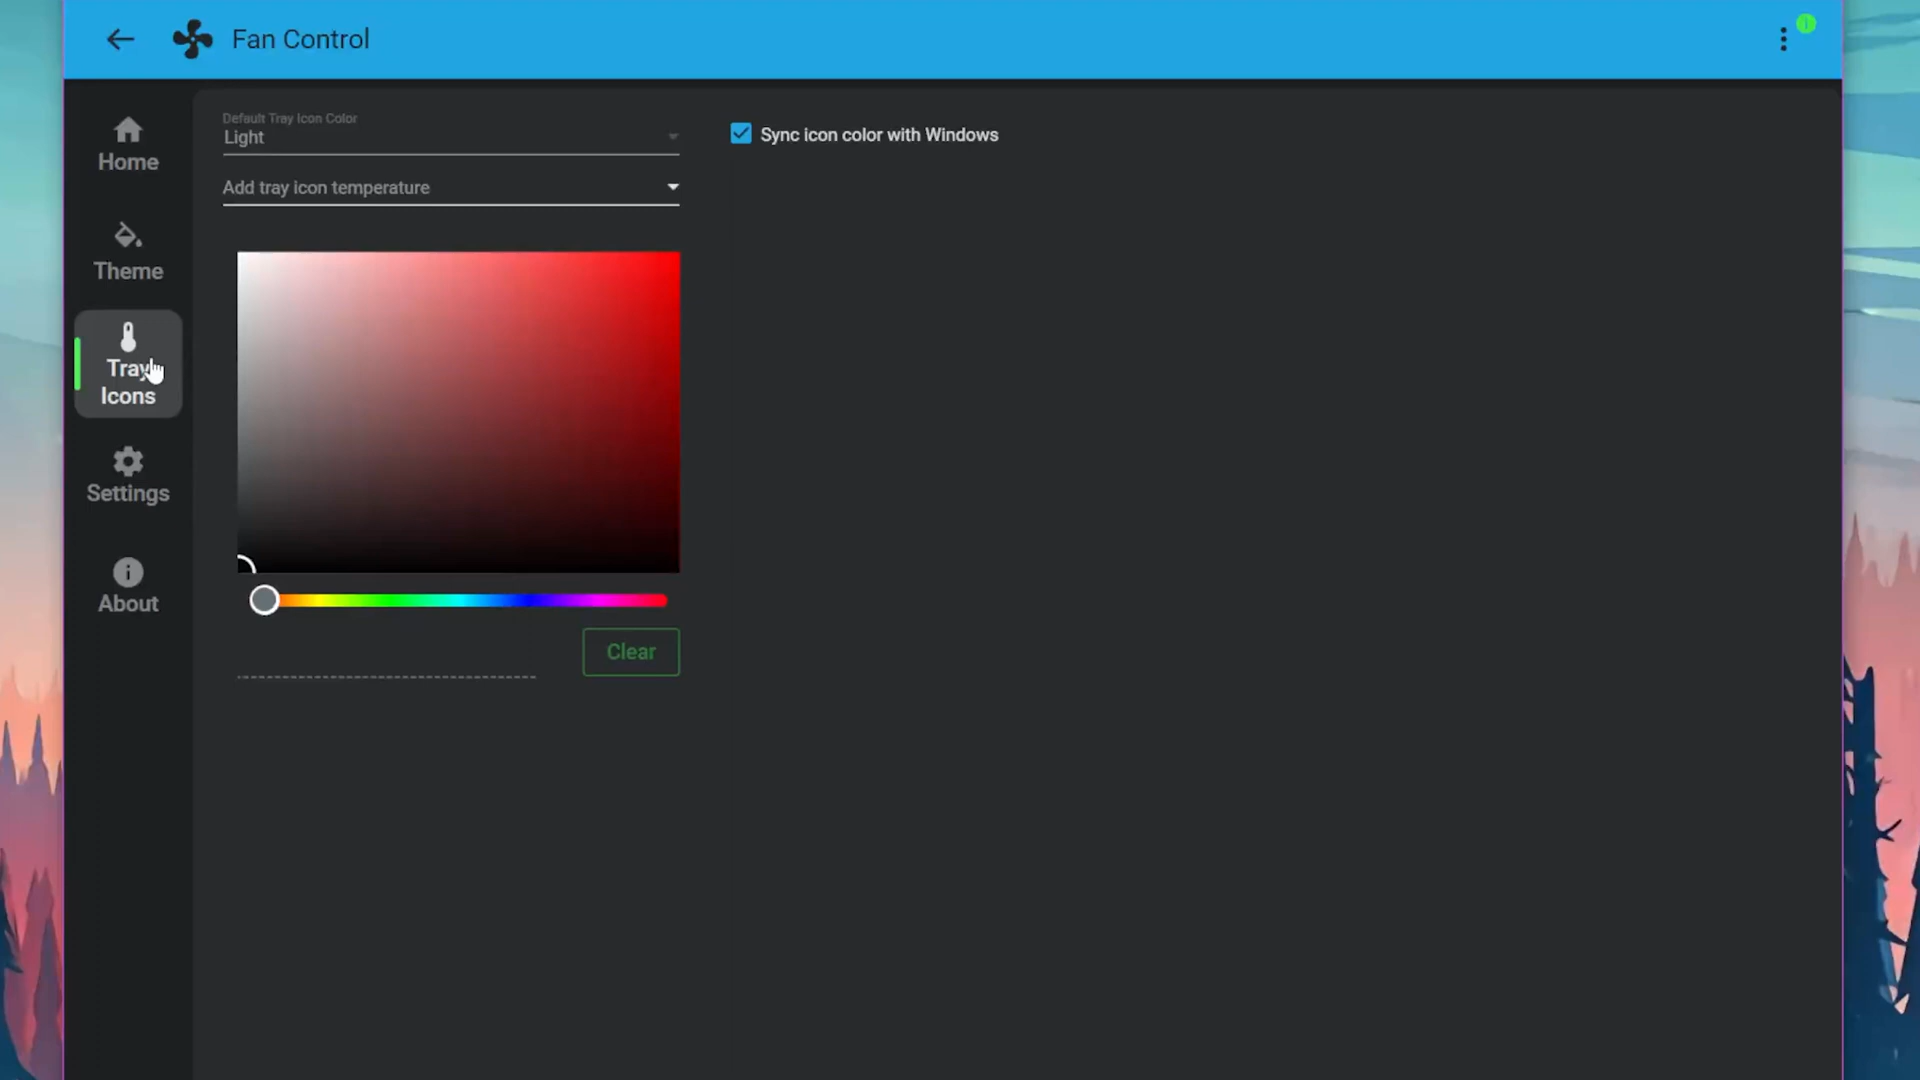 Fan Control
Home
Theme
Tray
Icons
Settings
About
Default Tray Icon Color
Light
Add tray icon temperature
Sync icon color with Windows
Clear